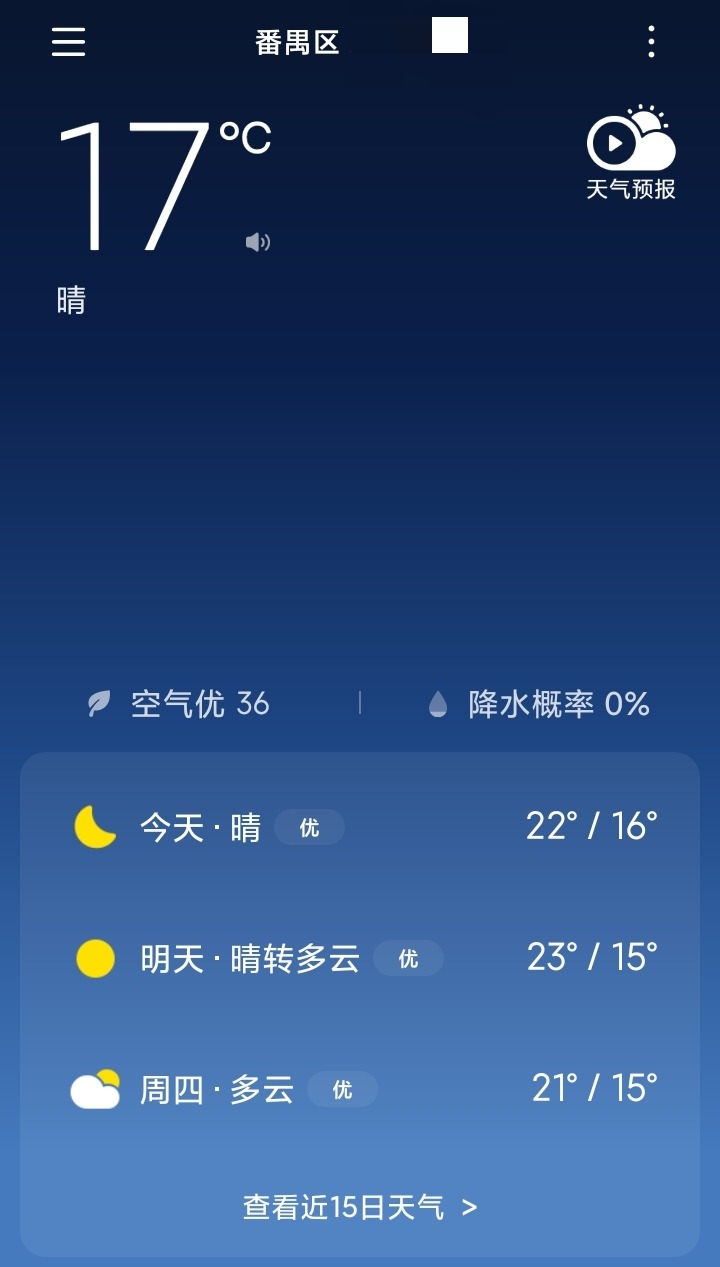 番禺区
17℃
天气预报
晴
空气优 36
降水概率 0%
今天 · 晴 优 22° / 16°
明天 · 晴转多云 优 23° / 15°
周四 · 多云 优 21° / 15°
查看近15日天气 >